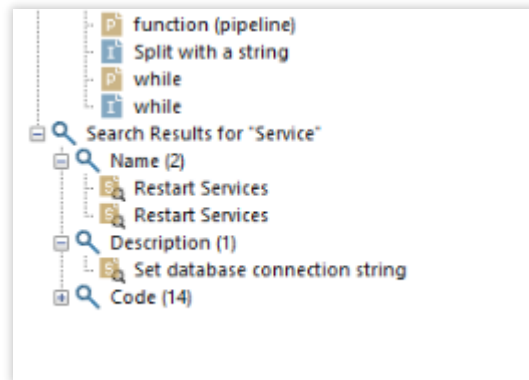 P function (pipeline)
I Split with a string
P while
I while
Search Results for "Service"
Name (2)
S Restart Services
S Restart Services
Description (1)
S Set database connection string
Code (14)